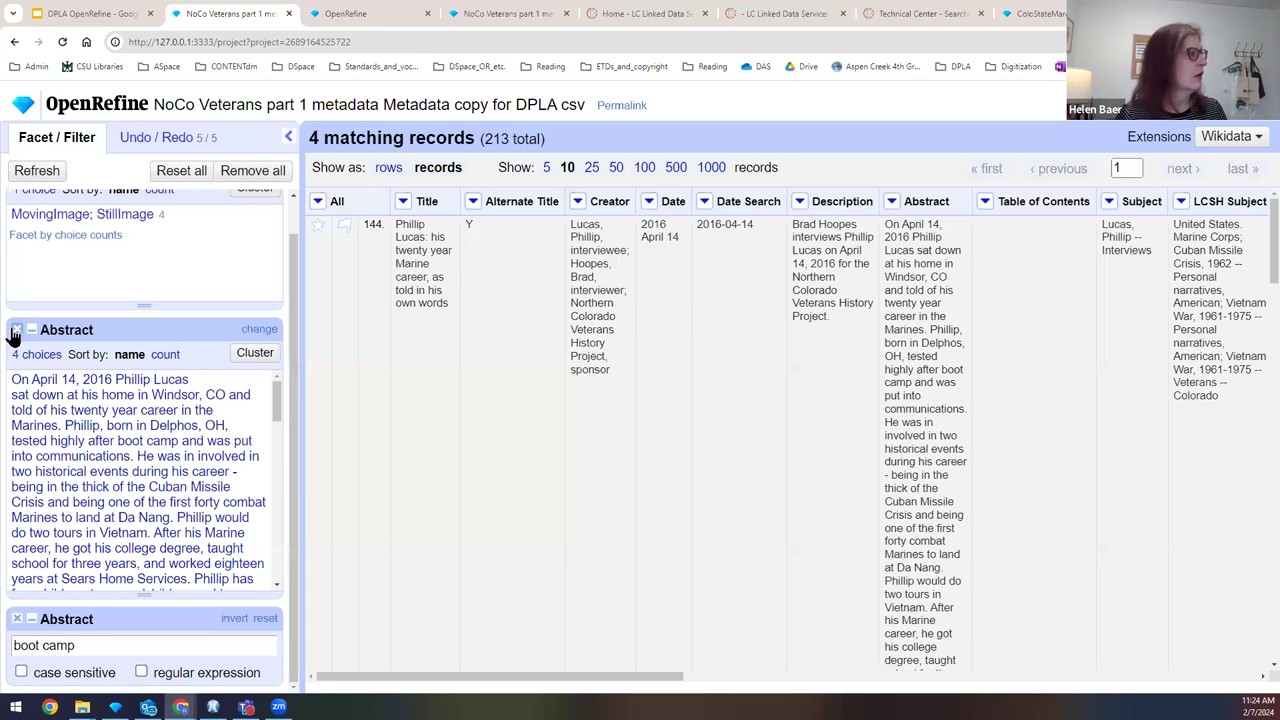 DPLA OpenRefine - Google
NoCo Veterans part 1 me
OpenRefine
NoCo Veterans part 1 me
Home - LC Linked Data S
- LC Linked Data Service
Technical Center - Search
ColoStateMar
http://127.0.0.1:3333/project?project=2689164525722
Admin
CSU Libraries
ASpace
CONTENTdm
DSpace
Standards_and_voc...
DSpace_OR_etc.
Reading
ETDs_and_copyright
Reading
DAS
Drive
Aspen Creek 4th Gr...
DPLA
Digitization
Helen Baer
OpenRefine NoCo Veterans part 1 metadata Metadata copy for DPLA csv Permalink
Facet / Filter
Undo / Redo 5 / 5
4 matching records (213 total)
Extensions Wikidata
Refresh
Reset all
Remove all
Show as: rows records
Show: 5 10 25 50 100 500 1000 records
« first ‹ previous 1 next › last »
1 choice Sort by: name count
Cluster
MovingImage; StillImage 4
Facet by choice counts
Abstract
change
4 choices Sort by: name count
Cluster
On April 14, 2016 Phillip Lucas
sat down at his home in Windsor, CO and
told of his twenty year career in the
Marines. Phillip, born in Delphos, OH,
tested highly after boot camp and was put
into communications. He was in involved in
two historical events during his career -
being in the thick of the Cuban Missile
Crisis and being one of the first forty combat
Marines to land at Da Nang. Phillip would
do two tours in Vietnam. After his Marine
career, he got his college degree, taught
school for three years, and worked eighteen
years at Sears Home Services. Phillip has
Abstract
invert reset
boot camp
case sensitive
regular expression
All
Title
Alternate Title
Creator
Date
Date Search
Description
Abstract
Table of Contents
Subject
LCSH Subject
144.
Phillip
Lucas: his
twenty year
Marine
career, as
told in his
own words
Y
Lucas,
Phillip,
interviewee;
Hoopes,
Brad,
interviewer;
Northern
Colorado
Veterans
History
Project,
sponsor
2016
April 14
2016-04-14
Brad Hoopes
interviews Phillip
Lucas on April
14, 2016 for the
Northern
Colorado
Veterans History
Project.
On April 14,
2016 Phillip
Lucas sat down
at his home in
Windsor, CO
and told of his
twenty year
career in the
Marines. Phillip,
born in Delphos,
OH, tested
highly after boot
camp and was
put into
communications.
He was in
involved in two
historical events
during his career
- being in the
thick of the
Cuban Missile
Crisis and being
one of the first
forty combat
Marines to land
at Da Nang.
Phillip would do
two tours in
Vietnam. After
his Marine
career, he got
his college
degree, taught
Lucas,
Phillip --
Interviews
United States.
Marine Corps;
Cuban Missile
Crisis, 1962 --
Personal
narratives,
American; Vietnam
War, 1961-1975 --
Personal
narratives,
American; Vietnam
War, 1961-1975 --
Veterans --
Colorado
11:24 AM
2/7/2024